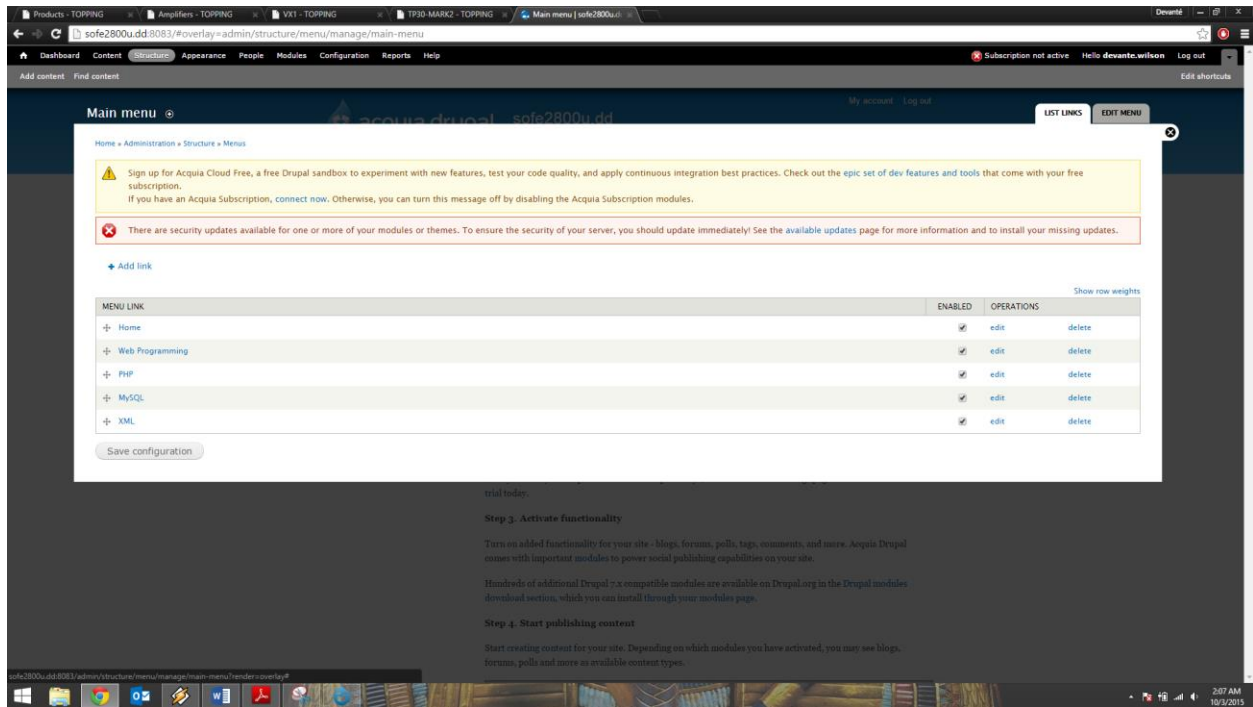 Products - TOPPING
Amplifiers - TOPPING
VX1 - TOPPING
TP30-MARK2 - TOPPING
Main menu | sofe2800u.d
Devanté
sofe2800u.dd:8083/#overlay=admin/structure/menu/manage/main-menu
Dashboard Content Structure Appearance People Modules Configuration Reports Help
Subscription not active Hello devante.wilson Log out
Add content Find content
Edit shortcuts
My account Log out
Main menu
acquia drupal sofe2800u.dd
LIST LINKS EDIT MENU
Home » Administration » Structure » Menus
Sign up for Acquia Cloud Free, a free Drupal sandbox to experiment with new features, test your code quality, and apply continuous integration best practices. Check out the epic set of dev features and tools that come with your free
subscription.
If you have an Acquia Subscription, connect now. Otherwise, you can turn this message off by disabling the Acquia Subscription modules.
There are security updates available for one or more of your modules or themes. To ensure the security of your server, you should update immediately! See the available updates page for more information and to install your missing updates.
Add link
Show row weights
MENU LINK ENABLED OPERATIONS
Home edit delete
Web Programming edit delete
PHP edit delete
MySQL edit delete
XML edit delete
Save configuration
trial today.
Step 3. Activate functionality
Turn on added functionality for your site - blogs, forums, polls, tags, comments, and more. Acquia Drupal
comes with important modules to power social publishing capabilities on your site.
Hundreds of additional Drupal 7.x compatible modules are available on Drupal.org in the Drupal modules
download section, which you can install through your modules page.
Step 4. Start publishing content
Start creating content for your site. Depending on which modules you have activated, you may see blogs,
forums, polls and more as available content types.
sofe2800u.dd:8083/admin/structure/menu/manage/main-menu?render=overlay#
2:07 AM
10/3/2015